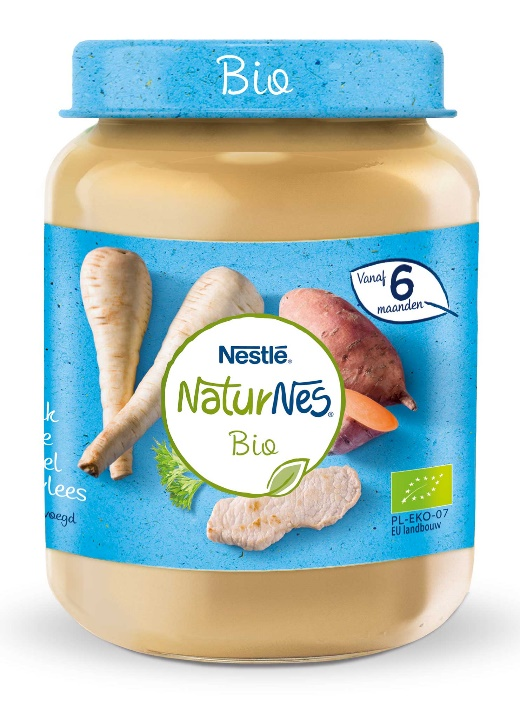 Bio
Vanaf 6
maanden
Nestlé®
NaturNes®
Bio
PL-EKO-07
EU landbouw